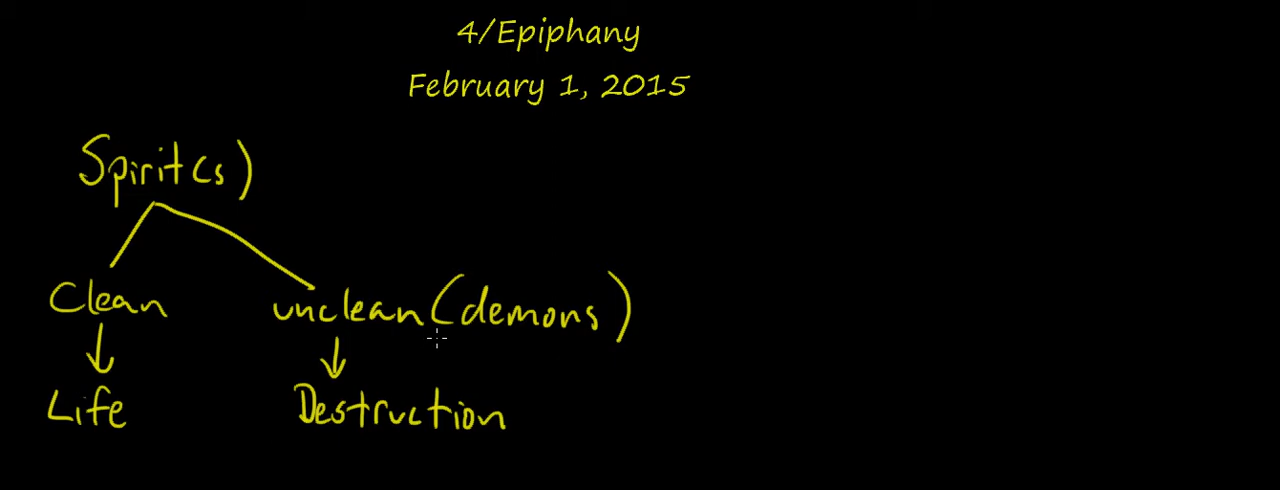 4/Epiphany
February 1, 2015
Spirit(s)
Clean
unclean (demons)
Life
Destruction